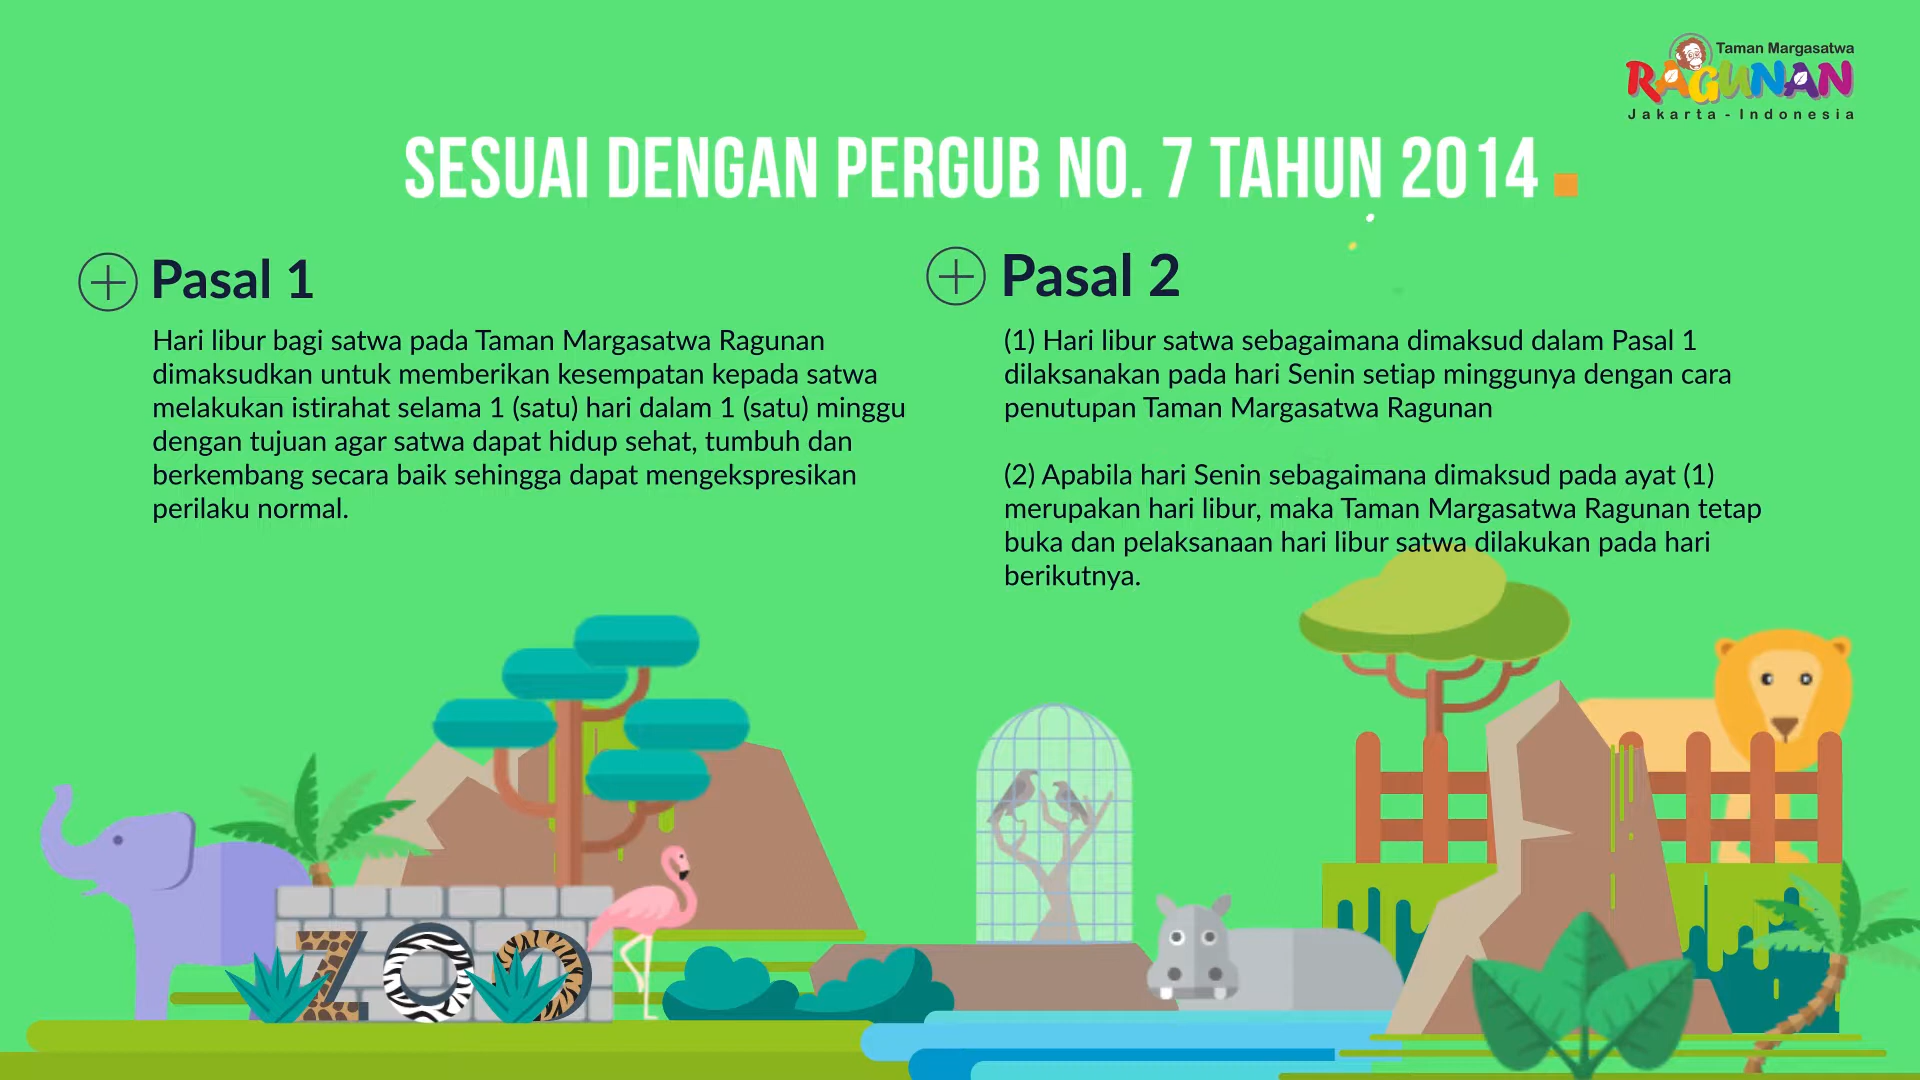 Taman Margasatwa
RAGUNAN
Jakarta - Indonesia
SESUAI DENGAN PERGUB NO. 7 TAHUN 2014
Pasal 1
Hari libur bagi satwa pada Taman Margasatwa Ragunan
dimaksudkan untuk memberikan kesempatan kepada satwa
melakukan istirahat selama 1 (satu) hari dalam 1 (satu) minggu
dengan tujuan agar satwa dapat hidup sehat, tumbuh dan
berkembang secara baik sehingga dapat mengekspresikan
perilaku normal.
Pasal 2
(1) Hari libur satwa sebagaimana dimaksud dalam Pasal 1
dilaksanakan pada hari Senin setiap minggunya dengan cara
penutupan Taman Margasatwa Ragunan
(2) Apabila hari Senin sebagaimana dimaksud pada ayat (1)
merupakan hari libur, maka Taman Margasatwa Ragunan tetap
buka dan pelaksanaan hari libur satwa dilakukan pada hari
berikutnya.
ZOO